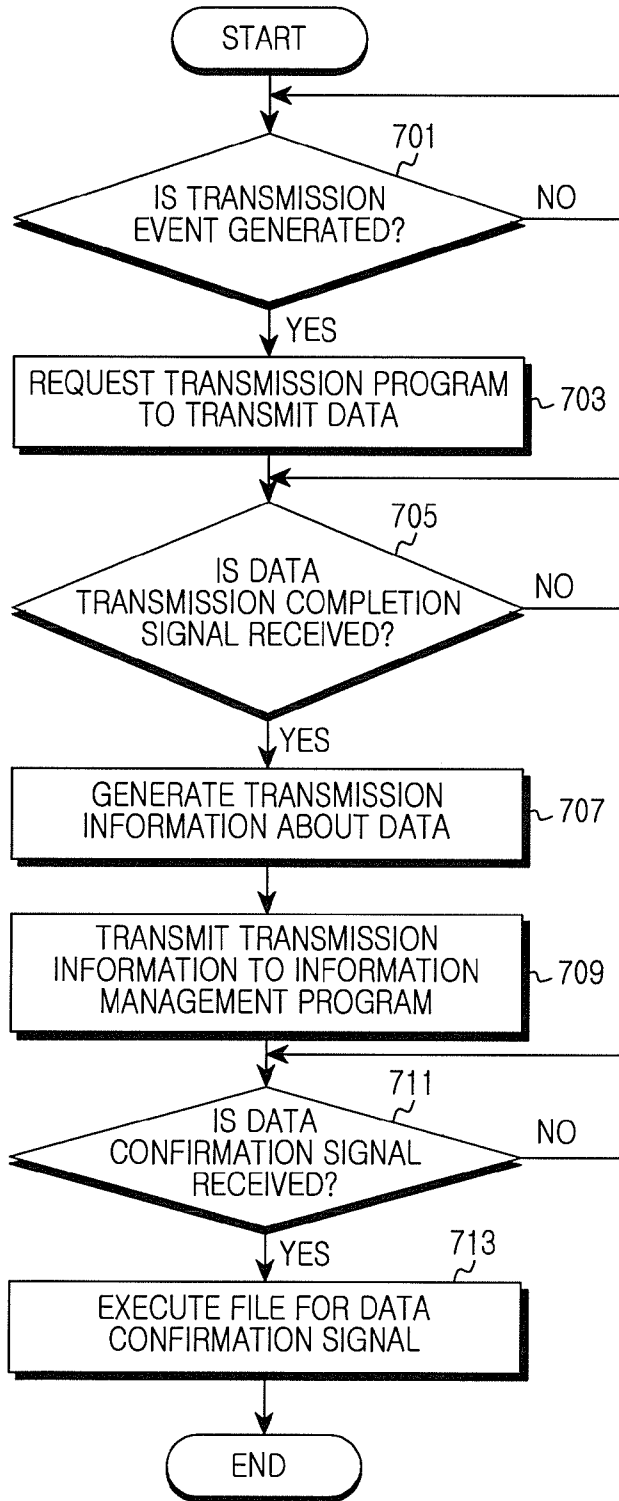 START
701
IS TRANSMISSION
EVENT GENERATED?
NO
YES
REQUEST TRANSMISSION PROGRAM
TO TRANSMIT DATA
703
705
IS DATA
TRANSMISSION COMPLETION
SIGNAL RECEIVED?
NO
YES
GENERATE TRANSMISSION
INFORMATION ABOUT DATA
707
TRANSMIT TRANSMISSION
INFORMATION TO INFORMATION
MANAGEMENT PROGRAM
709
711
IS DATA
CONFIRMATION SIGNAL
RECEIVED?
NO
YES
713
EXECUTE FILE FOR DATA
CONFIRMATION SIGNAL
END